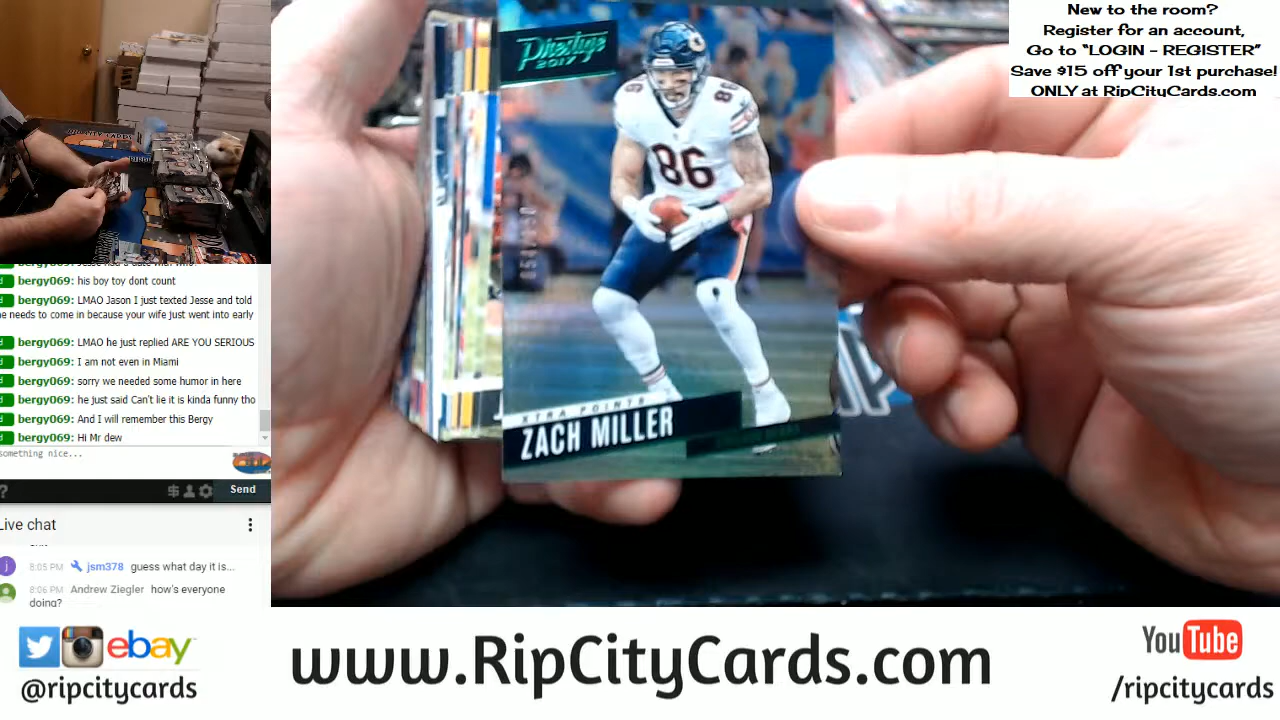 New to the room?
Register for an account,
Go to “LOGIN – REGISTER”
Save $15 off your 1st purchase!
ONLY at RipCityCards.com
Prestige
2017
86
86
XTRA POINTS
ZACH MILLER
RIP CITY CARDS
bergy069: his boy toy dont count
bergy069: LMAO Jason I just texted Jesse and told
needs to come in because your wife just went into early
bergy069: LMAO he just replied ARE YOU SERIOUS
bergy069: I am not even in Miami
bergy069: sorry we needed some humor in here
bergy069: he just said Can't lie it is kinda funny tho
bergy069: And I will remember this Bergy
bergy069: Hi Mr dew
something nice...
?
$
Send
Live chat
j 8:05 PM jsm378 guess what day it is...
8:06 PM Andrew Ziegler how's everyone
doing?
ebay
@ripcitycards
www.RipCityCards.com
YouTube
/ripcitycards